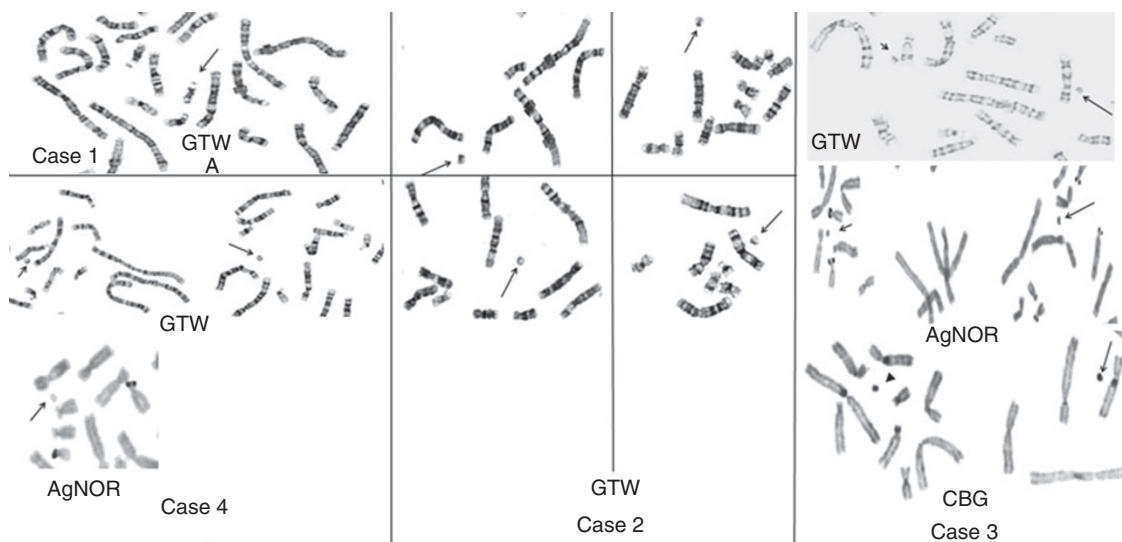 Case 1
GTW
A
GTW
AgNOR
Case 4
GTW
Case 2
GTW
AgNOR
CBG
Case 3